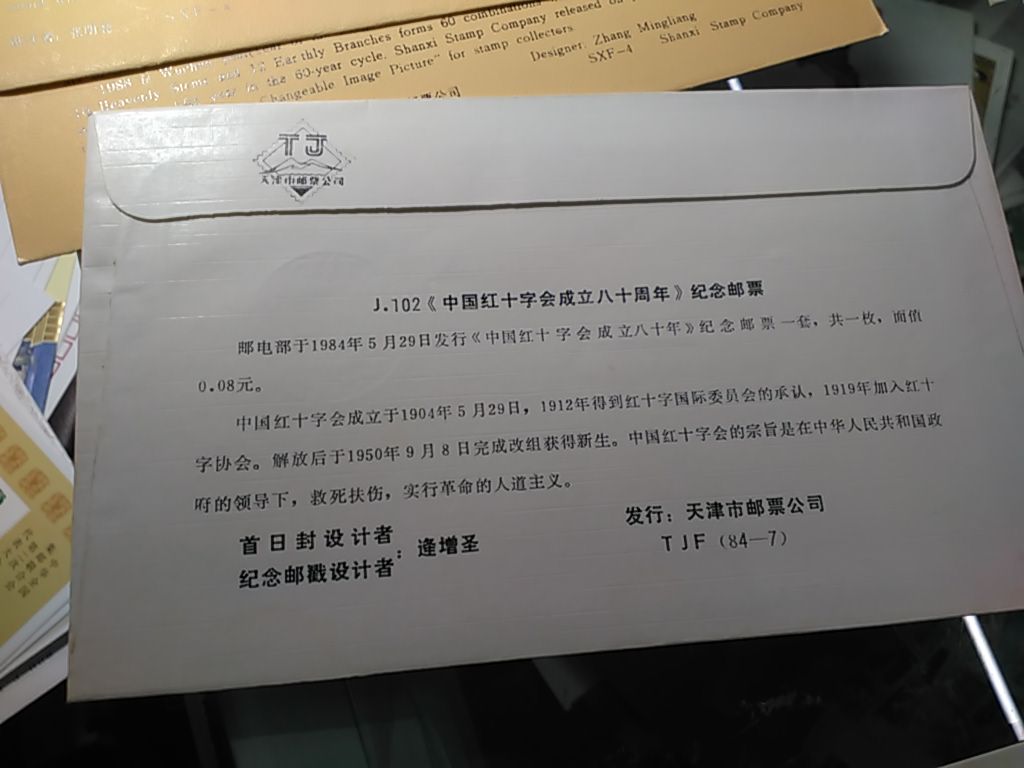 SXF-4
1988 is
Heavenly Stems and 12 Earthly Branches forms 60 combinations
the 60-year cycle. Shanxi Stamp Company released
Changeable Image Picture" for stamp collectors
Designer: Zhang Mingliang
SXF-4 Shanxi Stamp Company
票公司
TJ
天津市邮票公司
J.102《中国红十字会成立八十周年》纪念邮票
邮电部于1984年5月29日发行《中国红十字会成立八十年》纪念邮票一套，共一枚，面值
0.08元。
中国红十字会成立于1904年5月29日，1912年得到红十字国际委员会的承认，1919年加入红十
字协会。解放后于1950年9月8日完成改组获得新生。中国红十字会的宗旨是在中华人民共和国政
府的领导下，救死扶伤，实行革命的人道主义。
首日封设计者
纪念邮戳设计者：逄增圣
发行：天津市邮票公司
TJF（84—7）